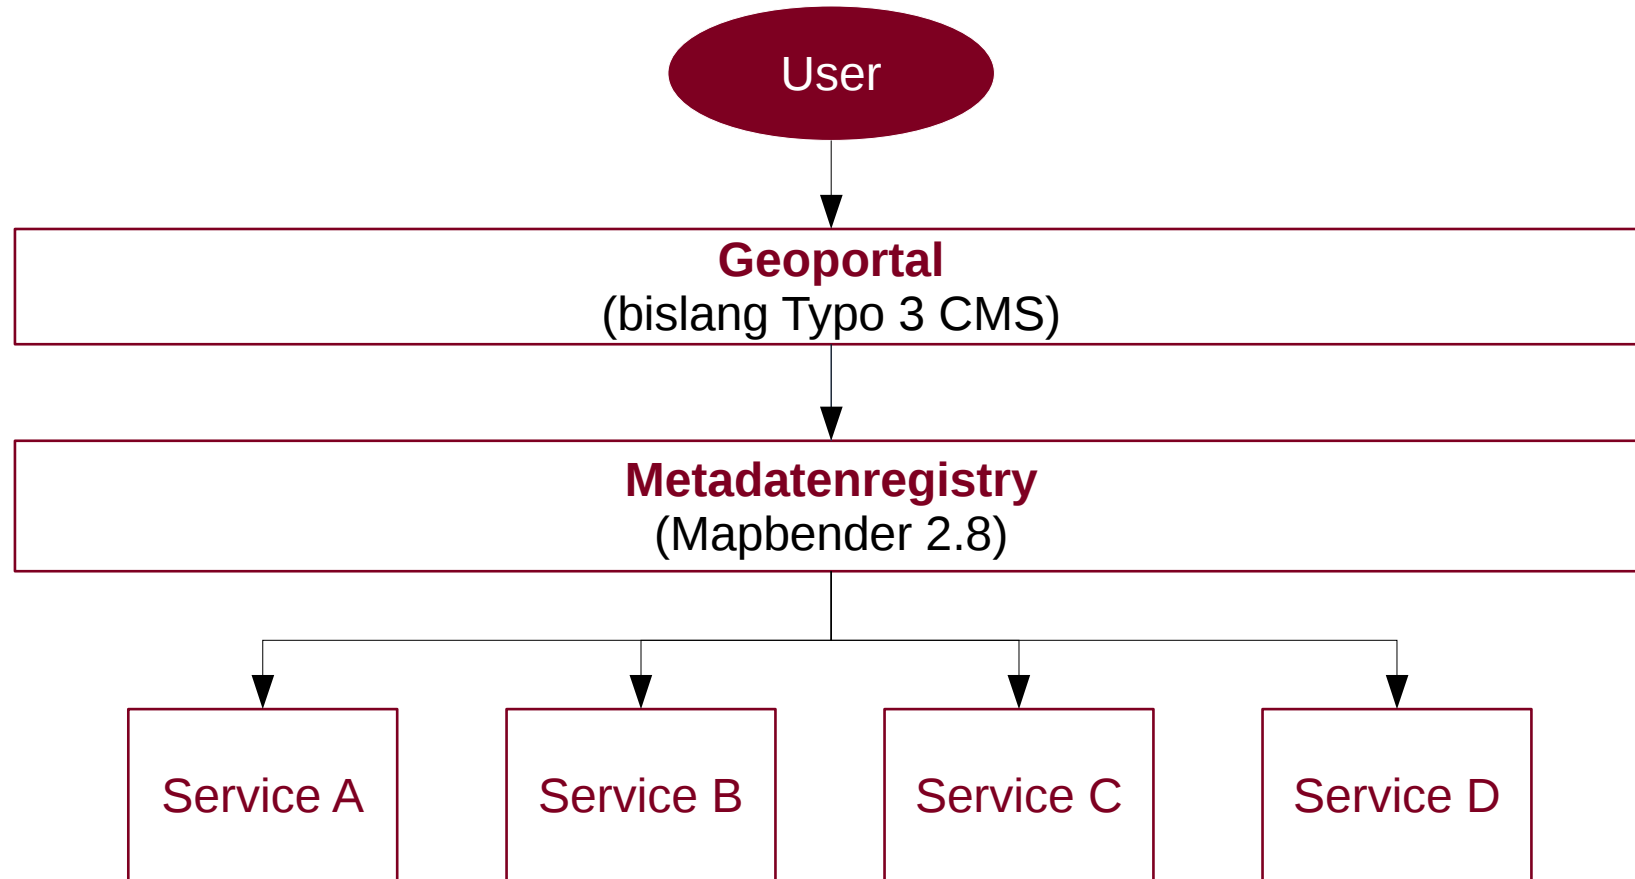 User
Geoportal
(bislang Typo 3 CMS)
Metadatenregistry
(Mapbender 2.8)
Service A
Service B
Service C
Service D